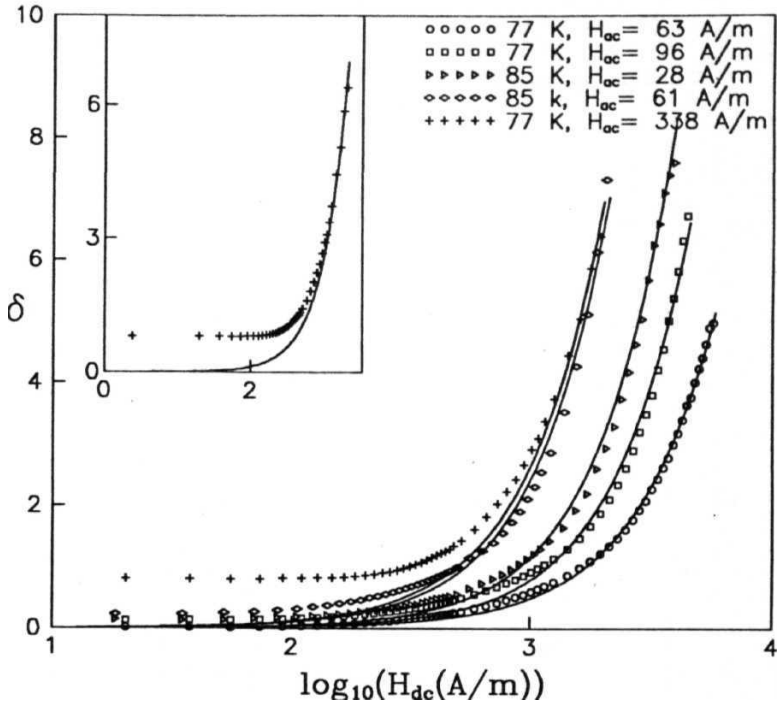 10
8
6
4
2
0
δ
6
3
0
0
2
77 K, Hac= 63 A/m
77 K, Hac= 96 A/m
85 K, Hac= 28 A/m
85 k, Hac= 61 A/m
77 K, Hac= 338 A/m
1
2
3
4
log10(Hdc(A/m))